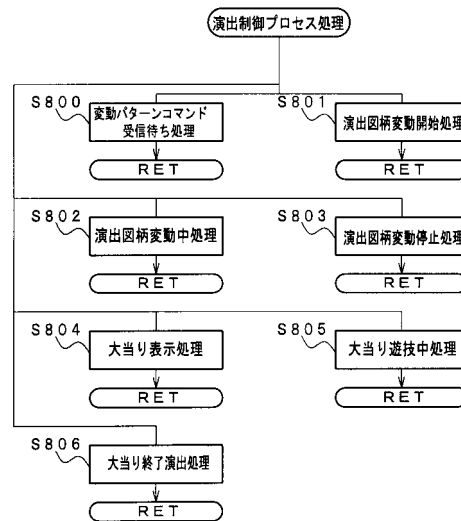 演出制御プロセス処理
S800
S801
変動パターンコマンド
受信待ち処理
演出図柄変動開始処理
RET
RET
S802
S803
演出図柄変動中処理
演出図柄変動停止処理
RET
RET
S804
S805
大当り表示処理
大当り遊技中処理
RET
RET
S806
大当り終了演出処理
RET